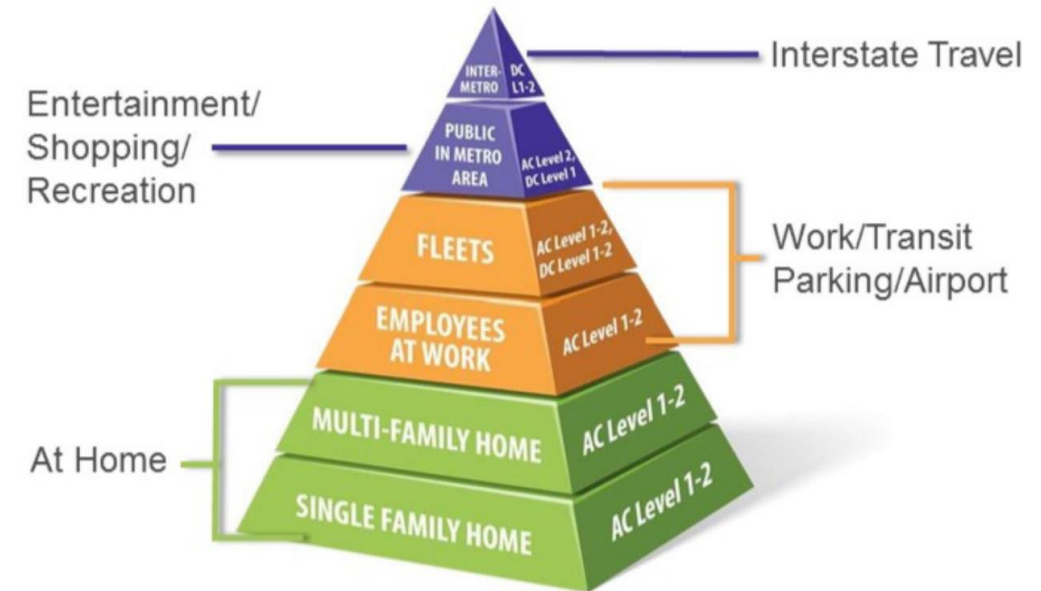 Interstate Travel
INTER-
METRO
DC
L1-2
Entertainment/
Shopping/
Recreation
PUBLIC
IN METRO
AREA
AC Level 2,
DC Level 1
FLEETS
AC Level 1-2,
DC Level 1-2
Work/Transit
Parking/Airport
EMPLOYEES
AT WORK
AC Level 1-2
At Home
MULTI-FAMILY HOME
AC Level 1-2
SINGLE FAMILY HOME
AC Level 1-2